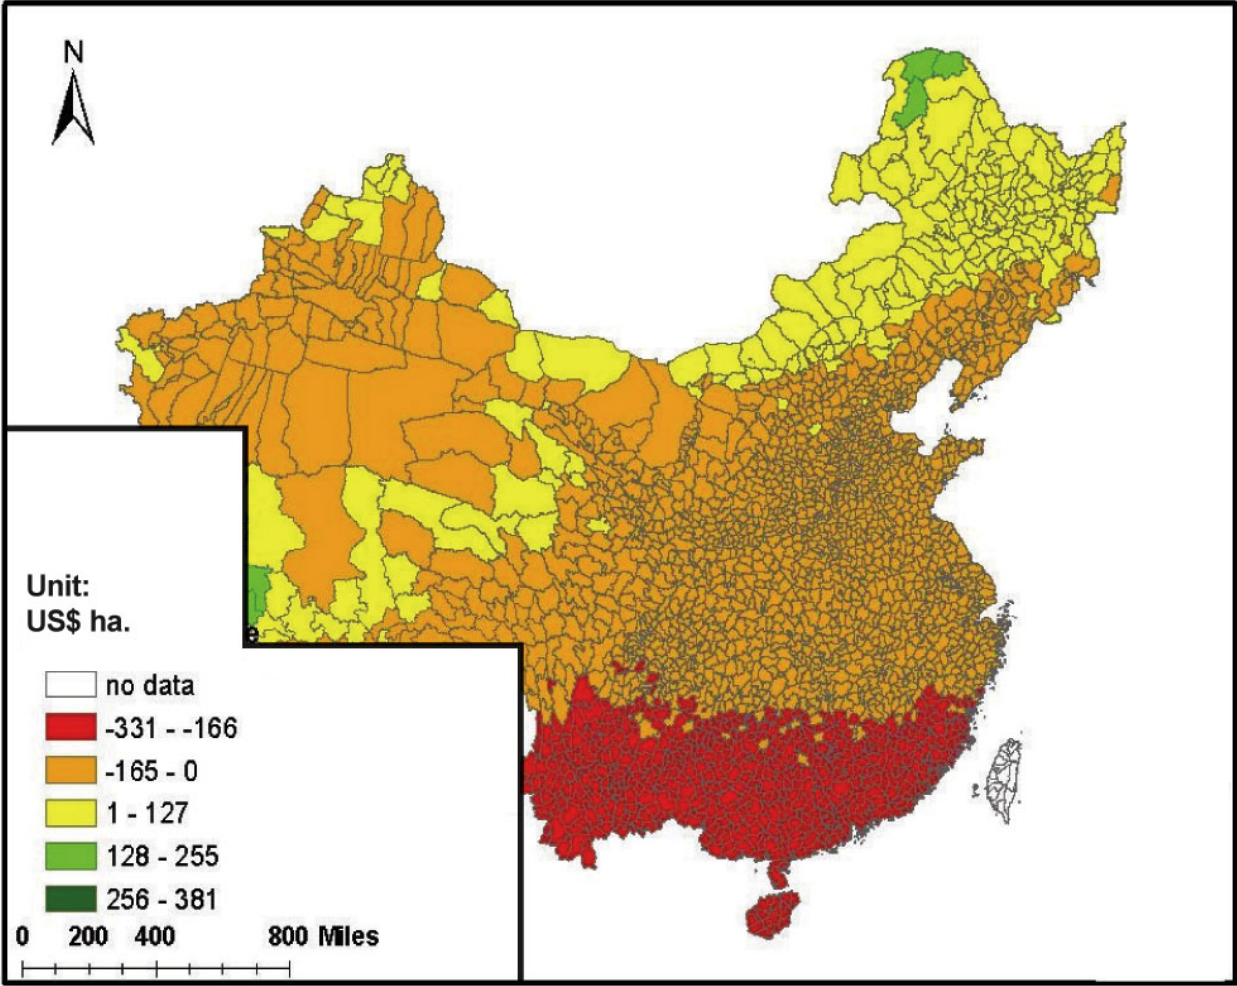 N
Unit:
US$ ha.
e
no data
-331 - -166
-165 - 0
1 - 127
128 - 255
256 - 381
0 200 400 800 Miles